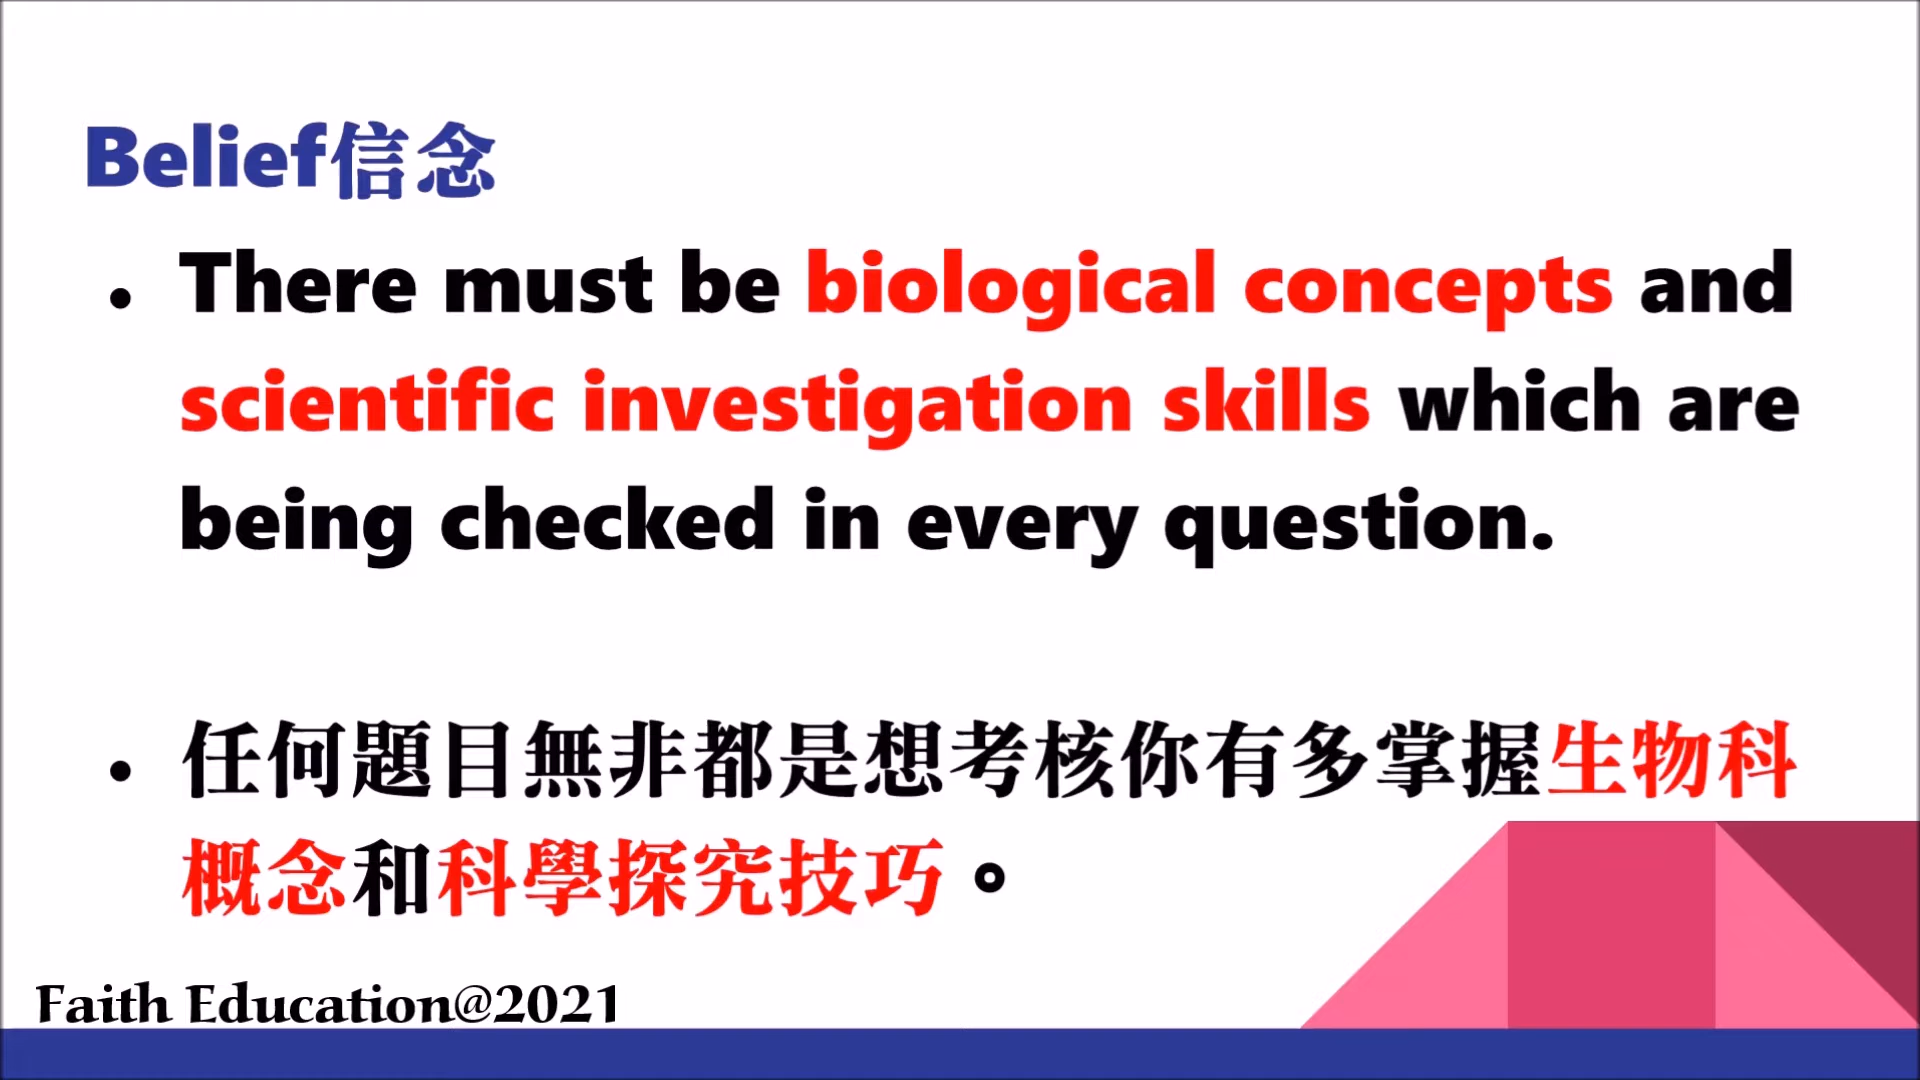 Belief信念
• There must be biological concepts and
scientific investigation skills which are
being checked in every question.
• 任何題目無非都是想考核你有多掌握生物科
概念和科學探究技巧。
Faith Education@2021